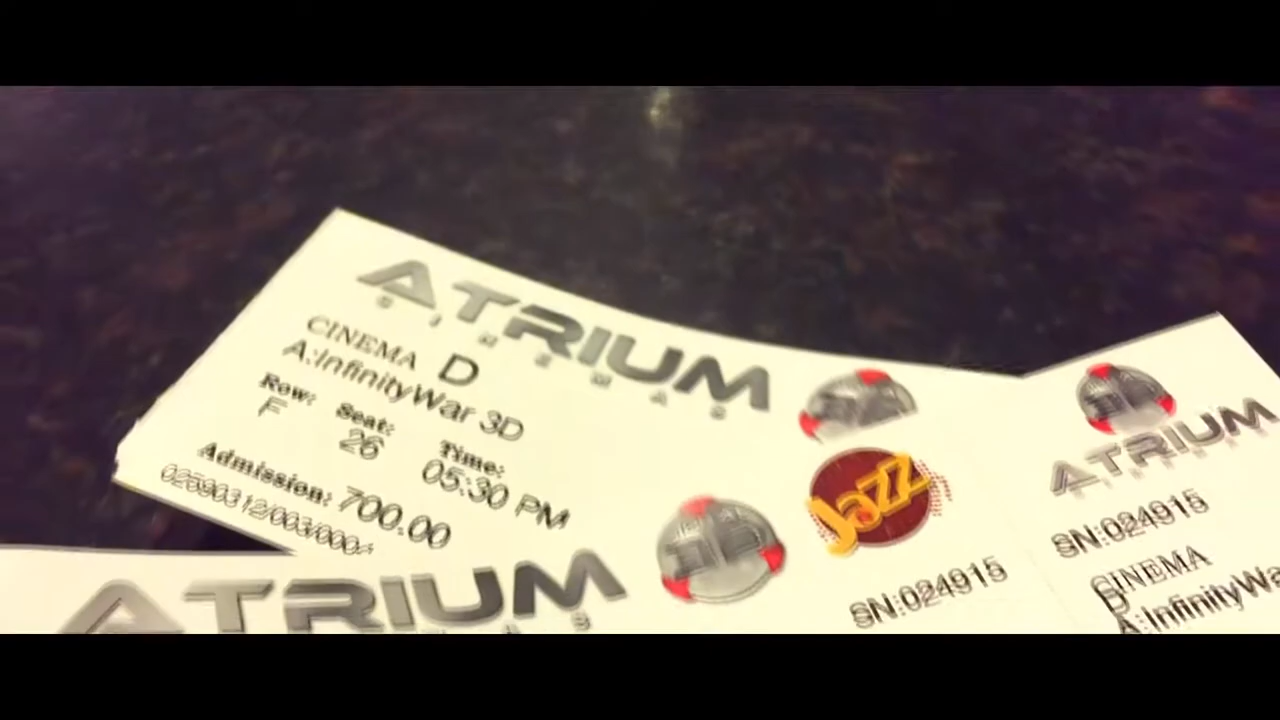 ATRIUM
CINEMAS
CINEMA D
A:InfinityWar 3D
Row: Seat: Time:
F 26 05:30 PM
Admission: 700.00
Jazz
SN:024915
ATRIUM
SN:024915
CINEMA
D
A:InfinityWa
ATRIUM